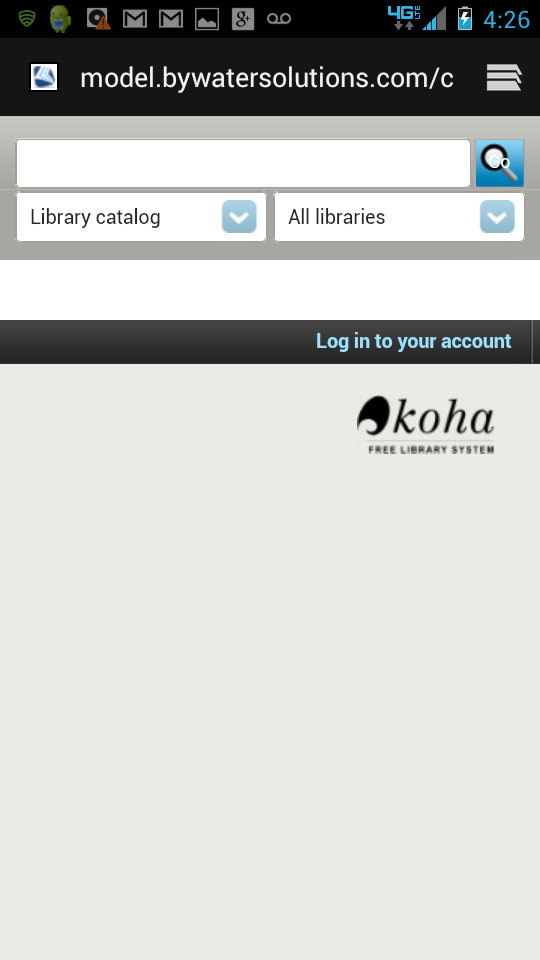 4G LTE 4:26
model.bywatersolutions.com/c
Go
Library catalog All libraries
Log in to your account
koha
FREE LIBRARY SYSTEM